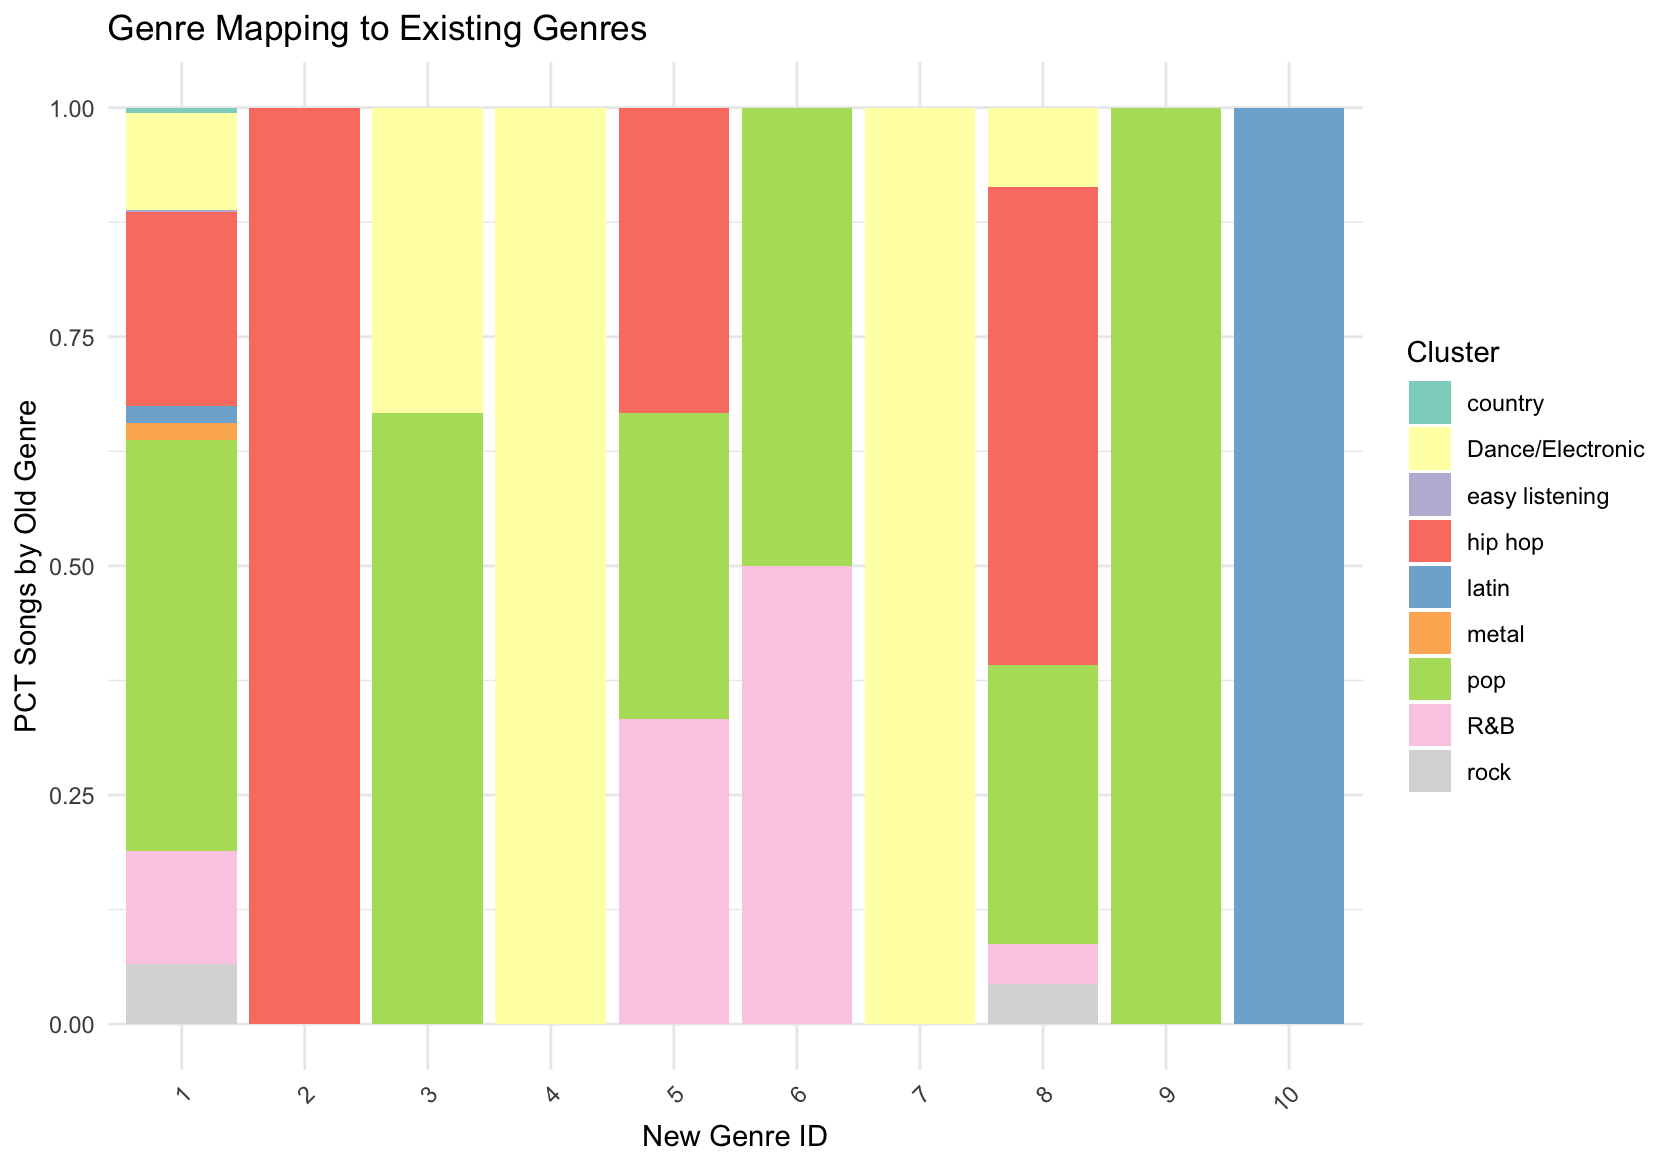 Genre Mapping to Existing Genres
PCT Songs by Old Genre
1.00
0.75
0.50
0.25
0.00
1
2
3
4
5
6
7
8
9
10
New Genre ID
Cluster
country
Dance/Electronic
easy listening
hip hop
latin
metal
pop
R&B
rock